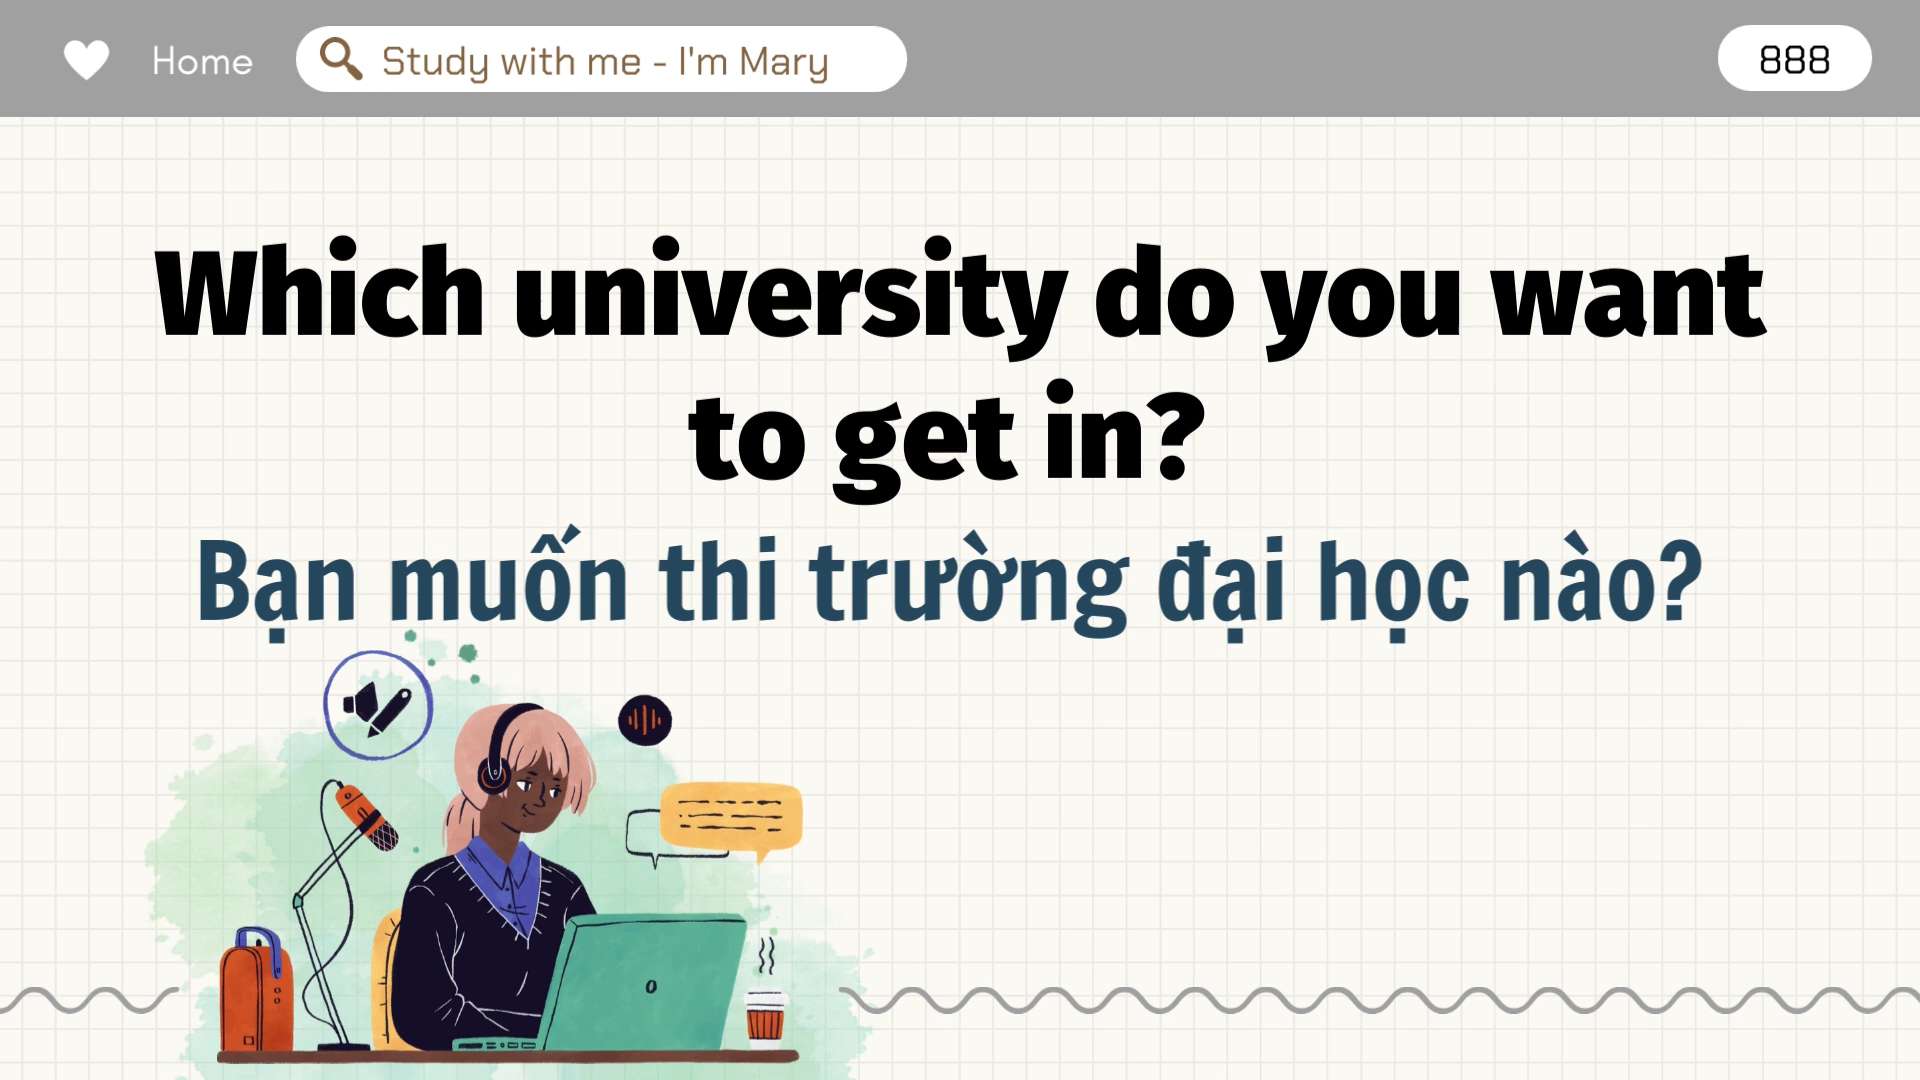 Home
Study with me - I'm Mary
888
Which university do you want
to get in?
Bạn muốn thi trường đại học nào?